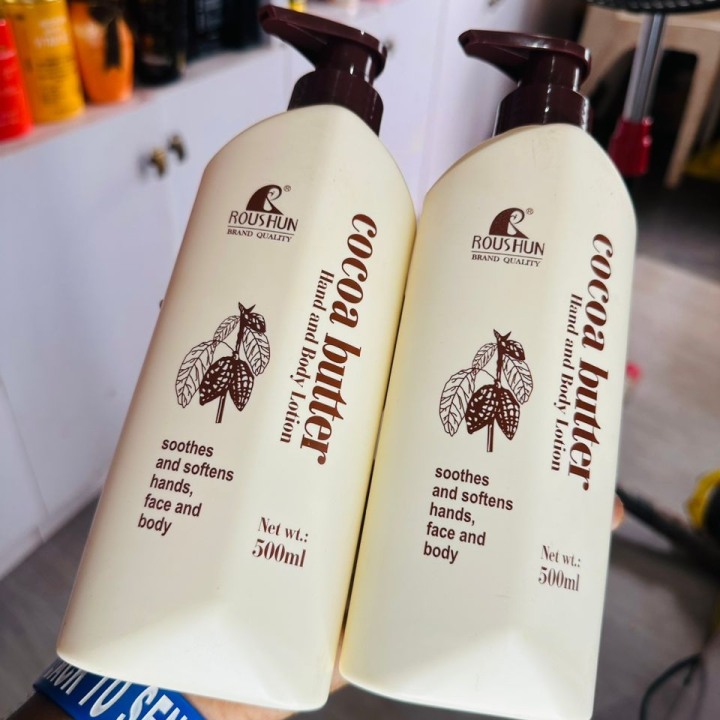 ®
ROUSHUN
BRAND QUALITY
cocoa butter
Hand and Body Lotion
soothes
and softens
hands,
face and
body
Net wt.:
500ml
®
ROUSHUN
BRAND QUALITY
cocoa butter
Hand and Body Lotion
soothes
and softens
hands,
face and
body
Net wt.:
500ml
TO SEN